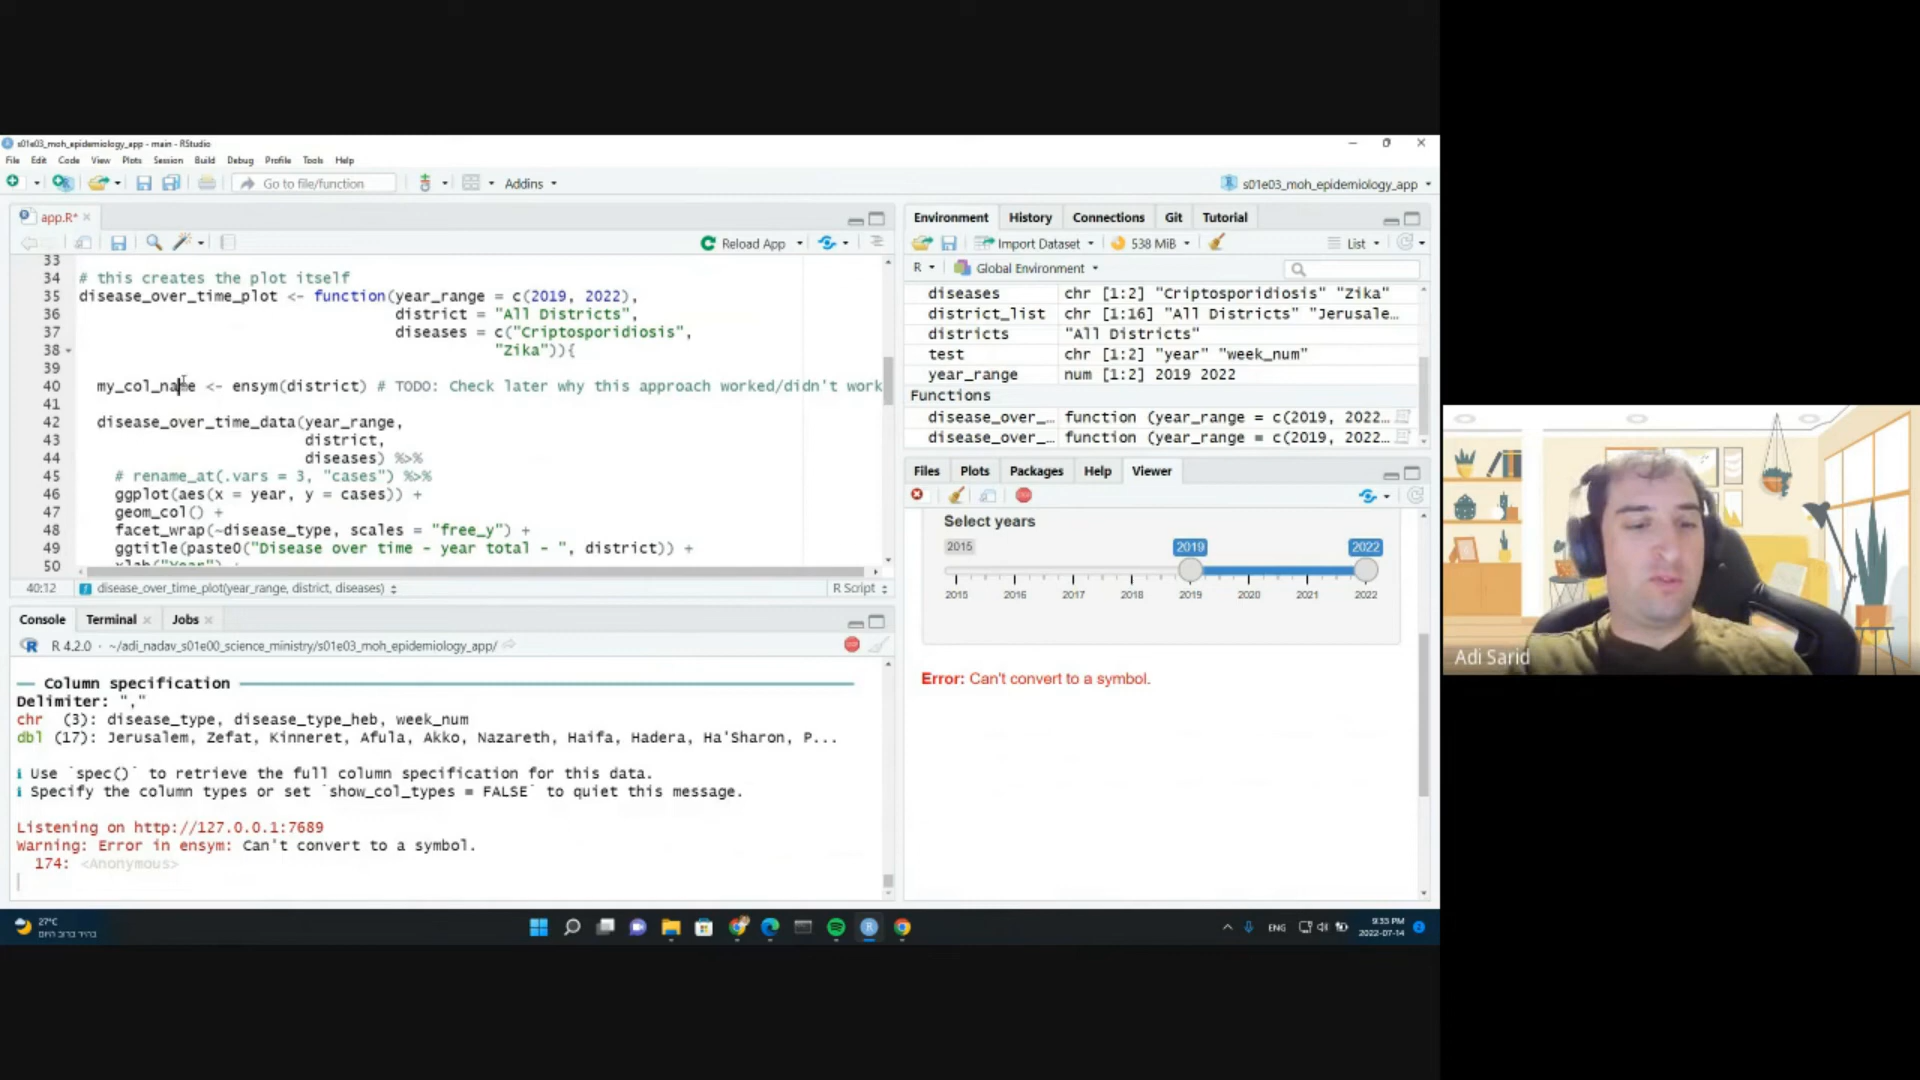 s01e03_moh_epidemiology_app - main - RStudio
File Edit Code View Plots Session Build Debug Profile Tools Help
Go to file/function
Addins
s01e03_moh_epidemiology_app
app.R*
Reload App
33
34 # this creates the plot itself
35 disease_over_time_plot <- function(year_range = c(2019, 2022),
36 district = "All Districts",
37 diseases = c("Criptosporidiosis",
38 "Zika")){
39
40 my_col_name <- ensym(district) # TODO: Check later why this approach worked/didn't work
41
42 disease_over_time_data(year_range,
43 district,
44 diseases) %>%
45 # rename_at(.vars = 3, "cases") %>%
46 ggplot(aes(x = year, y = cases)) +
47 geom_col() +
48 facet_wrap(~disease_type, scales = "free_y") +
49 ggtitle(paste0("Disease over time - year total - ", district)) +
50 xlab("Year") +
40:12 disease_over_time_plot(year_range, district, diseases) R Script
Console Terminal Jobs
R 4.2.0 · ~/adi_nadav_s01e00_science_ministry/s01e03_moh_epidemiology_app/
Column specification
Delimiter: ","
chr (3): disease_type, disease_type_heb, week_num
dbl (17): Jerusalem, Zefat, Kinneret, Afula, Akko, Nazareth, Haifa, Hadera, Ha'Sharon, P...
ℹ Use `spec()` to retrieve the full column specification for this data.
ℹ Specify the column types or set `show_col_types = FALSE` to quiet this message.
Listening on http://127.0.0.1:7689
Warning: Error in ensym: Can't convert to a symbol.
174: <Anonymous>
Environment History Connections Git Tutorial
Import Dataset 538 MiB List
R Global Environment
diseases chr [1:2] "Criptosporidiosis" "Zika"
district_list chr [1:16] "All Districts" "Jerusale…
districts "All Districts"
test chr [1:2] "year" "week_num"
year_range num [1:2] 2019 2022
Functions
disease_over_… function (year_range = c(2019, 2022…
disease_over_… function (year_range = c(2019, 2022…
Files Plots Packages Help Viewer
Select years
2015 2019 2022
2015 2016 2017 2018 2019 2020 2021 2022
Error: Can't convert to a symbol.
Adi Sarid
27°C
בהיר ברוב היום
ENG
9:33 PM
2022-07-14